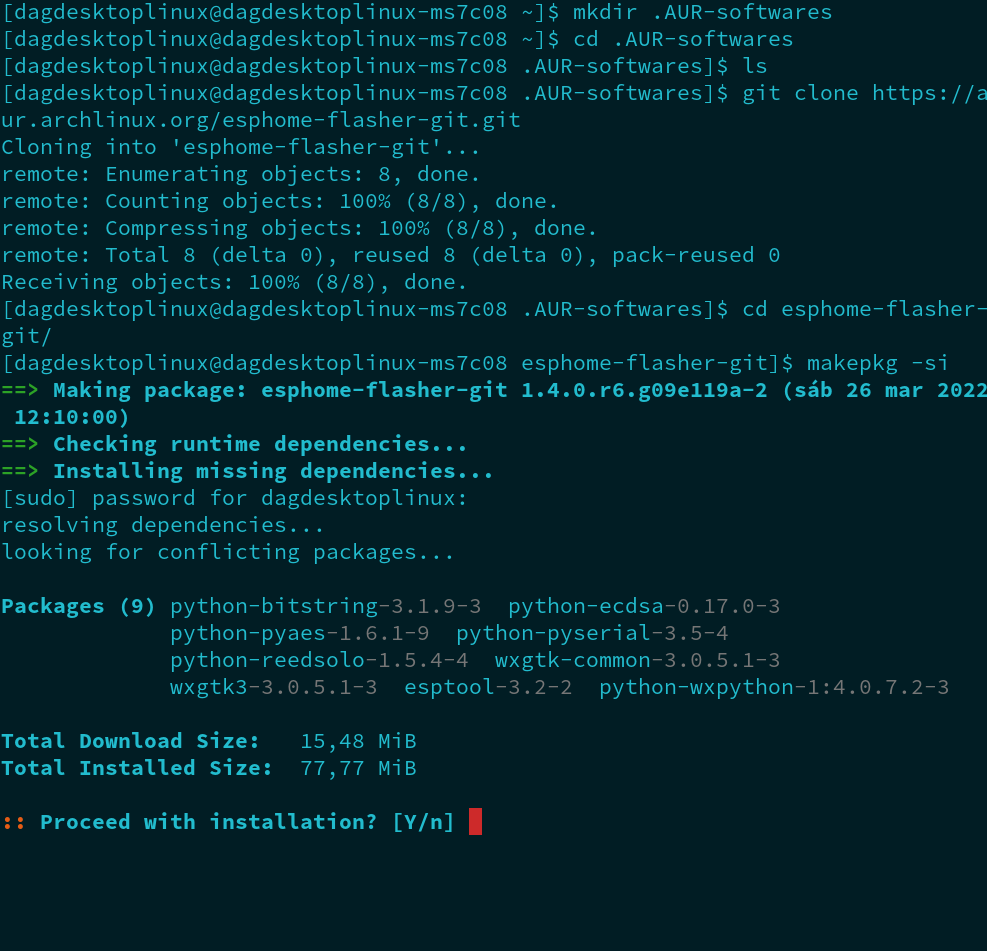 [dagdesktoplinux@dagdesktoplinux-ms7c08 ~]$ mkdir .AUR-softwares
[dagdesktoplinux@dagdesktoplinux-ms7c08 ~]$ cd .AUR-softwares
[dagdesktoplinux@dagdesktoplinux-ms7c08 .AUR-softwares]$ ls
[dagdesktoplinux@dagdesktoplinux-ms7c08 .AUR-softwares]$ git clone https://a
ur.archlinux.org/esphome-flasher-git.git
Cloning into 'esphome-flasher-git'...
remote: Enumerating objects: 8, done.
remote: Counting objects: 100% (8/8), done.
remote: Compressing objects: 100% (8/8), done.
remote: Total 8 (delta 0), reused 8 (delta 0), pack-reused 0
Receiving objects: 100% (8/8), done.
[dagdesktoplinux@dagdesktoplinux-ms7c08 .AUR-softwares]$ cd esphome-flasher-
git/
[dagdesktoplinux@dagdesktoplinux-ms7c08 esphome-flasher-git]$ makepkg -si
==> Making package: esphome-flasher-git 1.4.0.r6.g09e119a-2 (sáb 26 mar 2022
 12:10:00)
==> Checking runtime dependencies...
==> Installing missing dependencies...
[sudo] password for dagdesktoplinux:
resolving dependencies...
looking for conflicting packages...
Packages (9) python-bitstring-3.1.9-3  python-ecdsa-0.17.0-3
             python-pyaes-1.6.1-9  python-pyserial-3.5-4
             python-reedsolo-1.5.4-4  wxgtk-common-3.0.5.1-3
             wxgtk3-3.0.5.1-3  esptool-3.2-2  python-wxpython-1:4.0.7.2-3
Total Download Size:   15,48 MiB
Total Installed Size:  77,77 MiB
:: Proceed with installation? [Y/n]